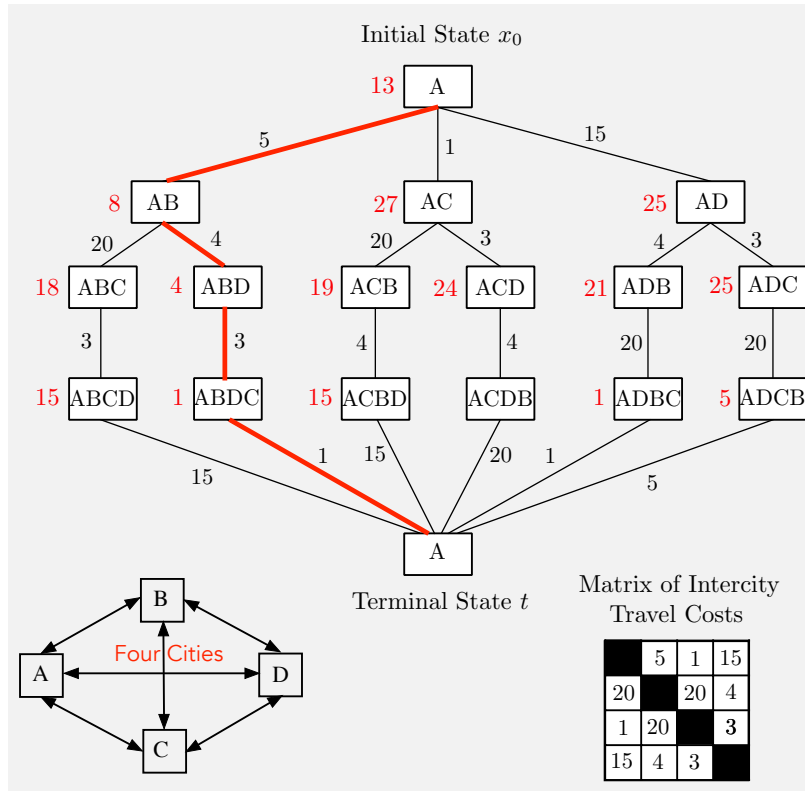 Initial State x₀
13 A
5 1 15
8 AB 27 AC 25 AD
20 4 20 3 4 3
18 ABC 4 ABD 19 ACB 24 ACD 21 ADB 25 ADC
3 3 4 4 20 20
15 ABCD 1 ABDC 15 ACBD ACDB 1 ADBC 5 ADCB
15 1 15 20 1 5
A
Terminal State t
Matrix of Intercity
Travel Costs
B
A Four Cities D
C
5 1 15
20 20 4
1 20 3
15 4 3